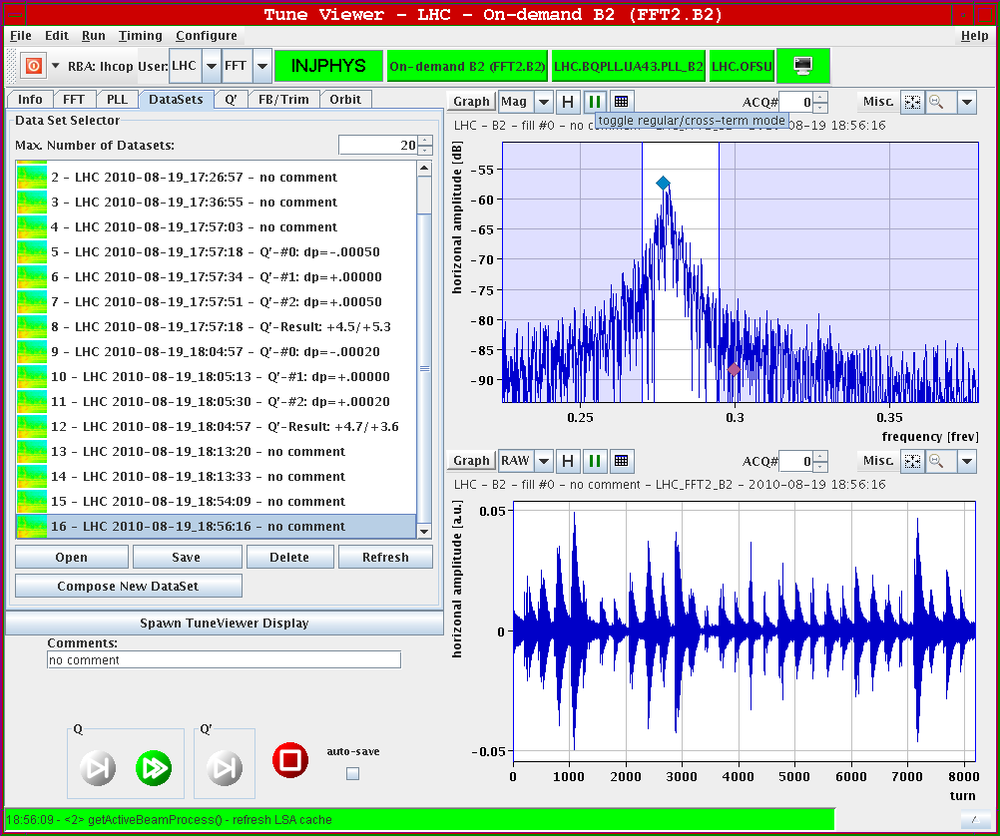 Tune Viewer - LHC - On-demand B2 (FFT2.B2)
File Edit Run Timing Configure Help
RBA: lhcop User: LHC FFT INJPHYS On-demand B2 (FFT2.B2) LHC.BQPLL.UA43.PLL_B2 LHC.OFSU
Info FFT PLL DataSets Q' FB/Trim Orbit
Data Set Selector
Max. Number of Datasets: 20
2 - LHC 2010-08-19_17:26:57 - no comment
3 - LHC 2010-08-19_17:36:55 - no comment
4 - LHC 2010-08-19_17:57:03 - no comment
5 - LHC 2010-08-19_17:57:18 - Q'-#0: dp=-.00050
6 - LHC 2010-08-19_17:57:34 - Q'-#1: dp=+.00000
7 - LHC 2010-08-19_17:57:51 - Q'-#2: dp=+.00050
8 - LHC 2010-08-19_17:57:18 - Q'-Result: +4.5/+5.3
9 - LHC 2010-08-19_18:04:57 - Q'-#0: dp=-.00020
10 - LHC 2010-08-19_18:05:13 - Q'-#1: dp=+.00000
11 - LHC 2010-08-19_18:05:30 - Q'-#2: dp=+.00020
12 - LHC 2010-08-19_18:04:57 - Q'-Result: +4.7/+3.6
13 - LHC 2010-08-19_18:13:20 - no comment
14 - LHC 2010-08-19_18:13:33 - no comment
15 - LHC 2010-08-19_18:54:09 - no comment
16 - LHC 2010-08-19_18:56:16 - no comment
Open Save Delete Refresh
Compose New DataSet
Spawn TuneViewer Display
Comments:
no comment
Q
Q'
auto-save
Graph Mag H ACQ# 0 Misc.
toggle regular/cross-term mode
LHC - B2 - fill #0 - no co 2010-08-19 18:56:16
horizonal amplitude [dB]
-55
-60
-65
-70
-75
-80
-85
-90
0.25 0.3 0.35
frequency [frev]
Graph RAW H ACQ# 0 Misc.
LHC - B2 - fill #0 - no comment - LHC_FFT2_B2 - 2010-08-19 18:56:16
horizonal amplitude [a.u.]
0.05
0
-0.05
0 1000 2000 3000 4000 5000 6000 7000 8000
turn
18:56:09 - <2> getActiveBeamProcess() - refresh LSA cache